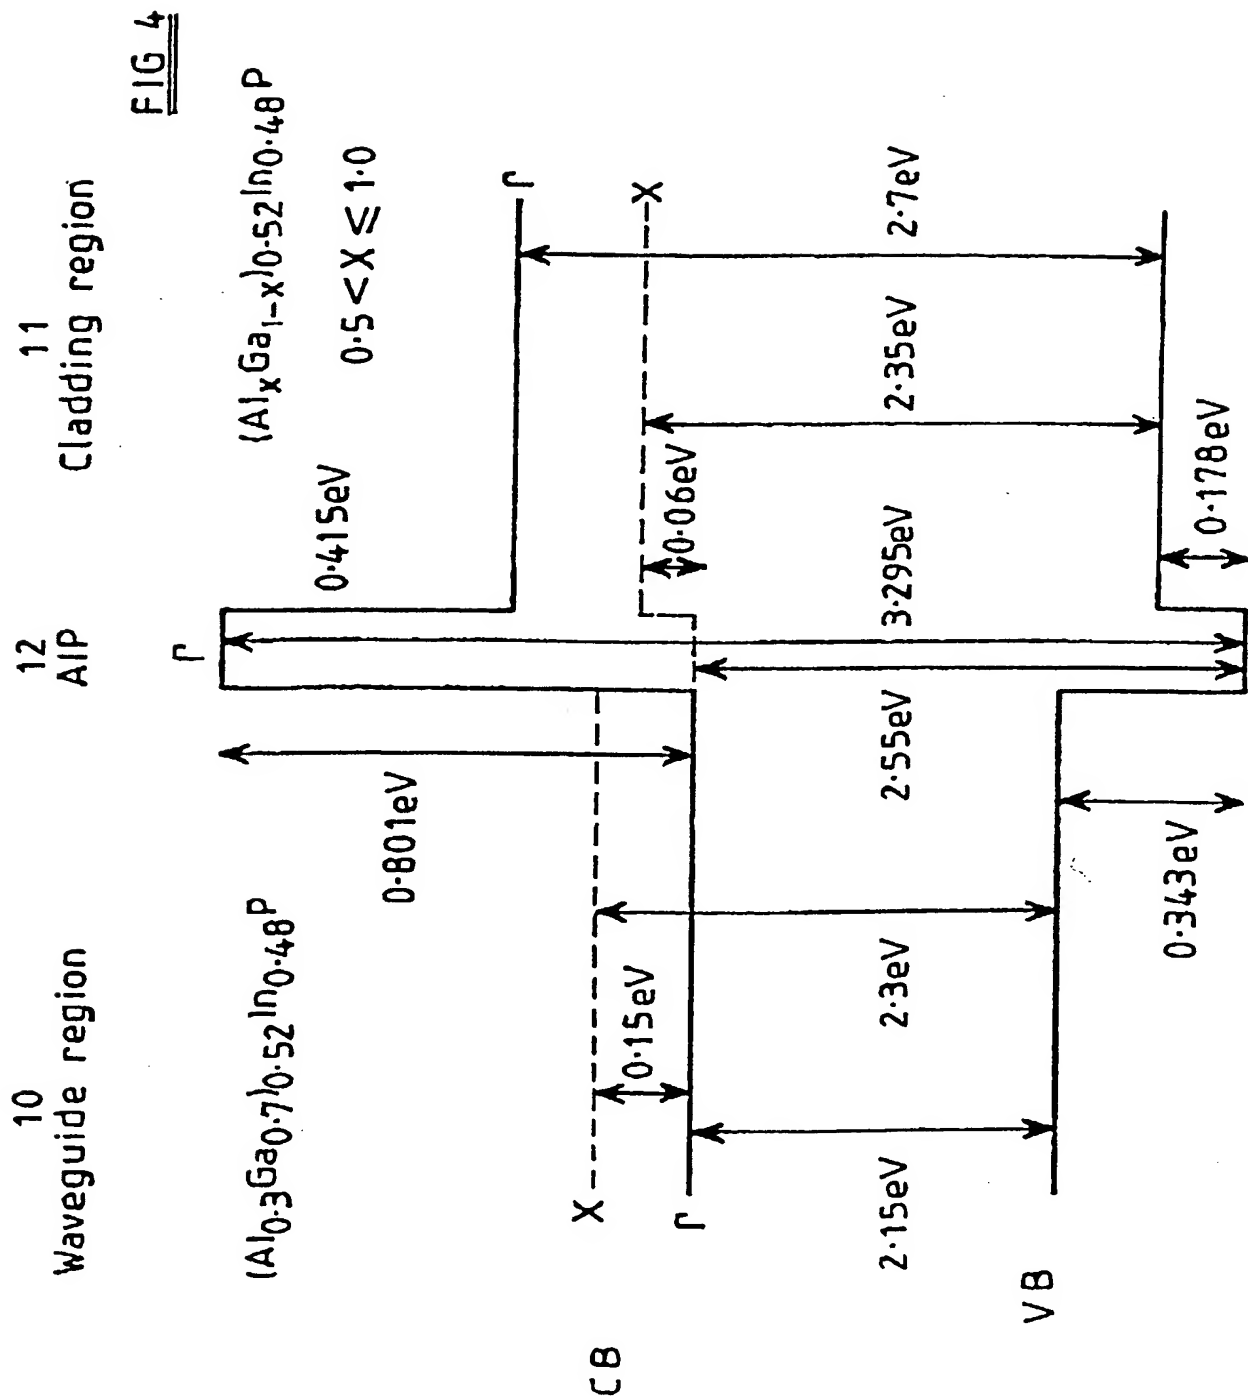 FIG 4
10
Waveguide region
12
AlP
11
Cladding region
(Al0·3Ga0·7)0·52In0·48P
(AlxGa1-x)0·52In0·48P
0·5 < X ≤ 1·0
Γ
0·415eV
0·801eV
Γ
X
X
Γ
CB
0·15eV
0·06eV
2·15eV
2·3eV
2·55eV
3·295eV
2·35eV
2·7eV
VB
0·343eV
0·178eV